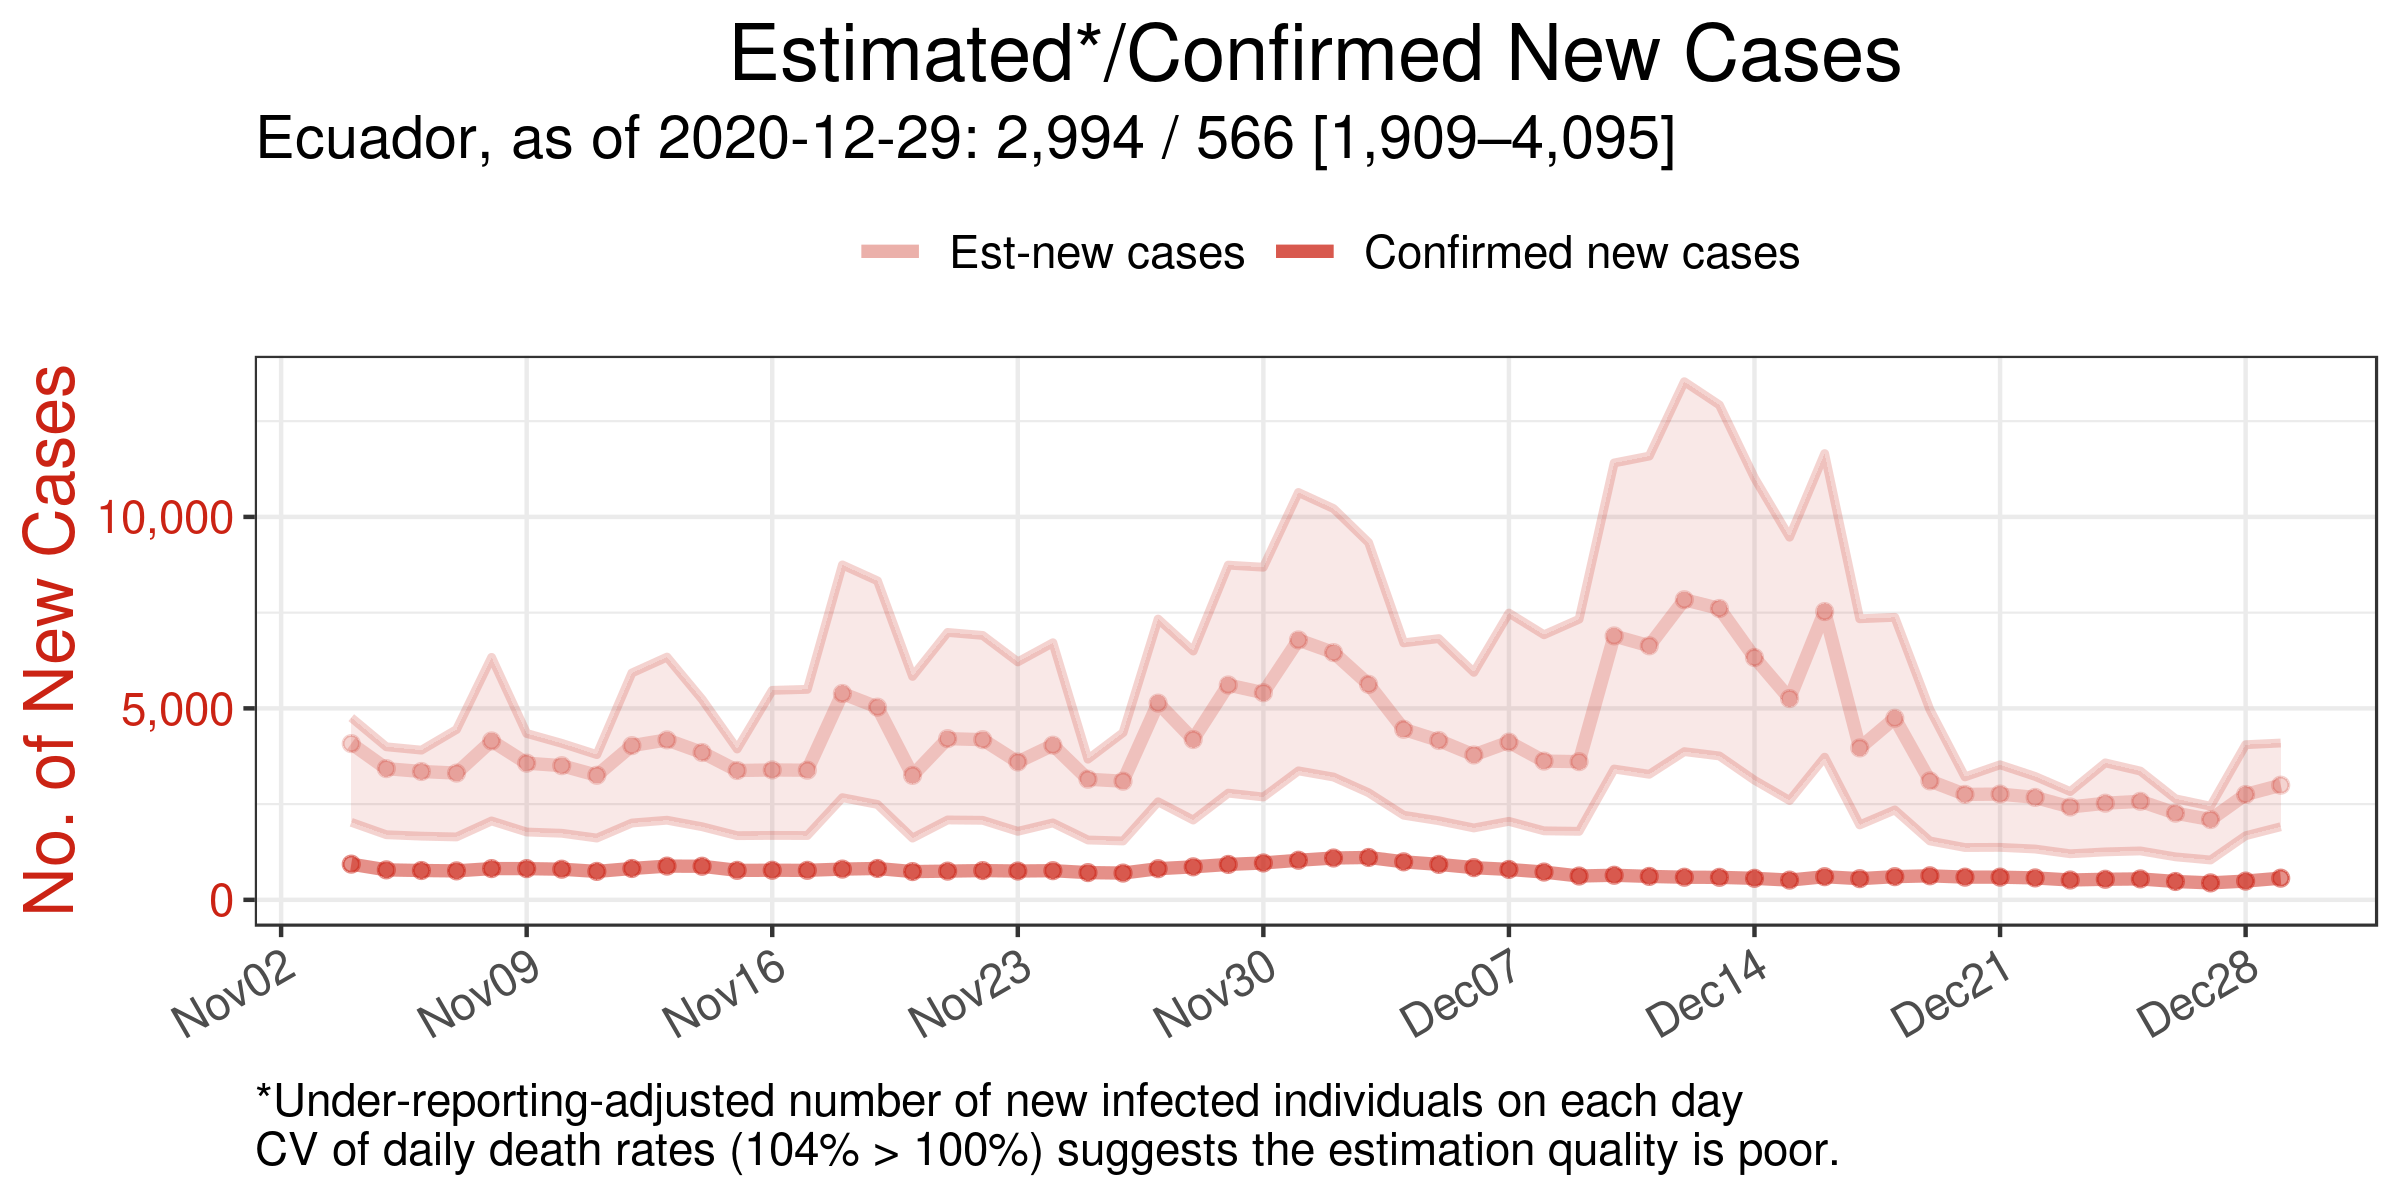 Estimated*/Confirmed New Cases
Ecuador, as of 2020-12-29: 2,994 / 566 [1,909–4,095]
Est-new cases Confirmed new cases
No. of New Cases
10,000
5,000
0
Nov02 Nov09 Nov16 Nov23 Nov30 Dec07 Dec14 Dec21 Dec28
*Under-reporting-adjusted number of new infected individuals on each day
CV of daily death rates (104% > 100%) suggests the estimation quality is poor.